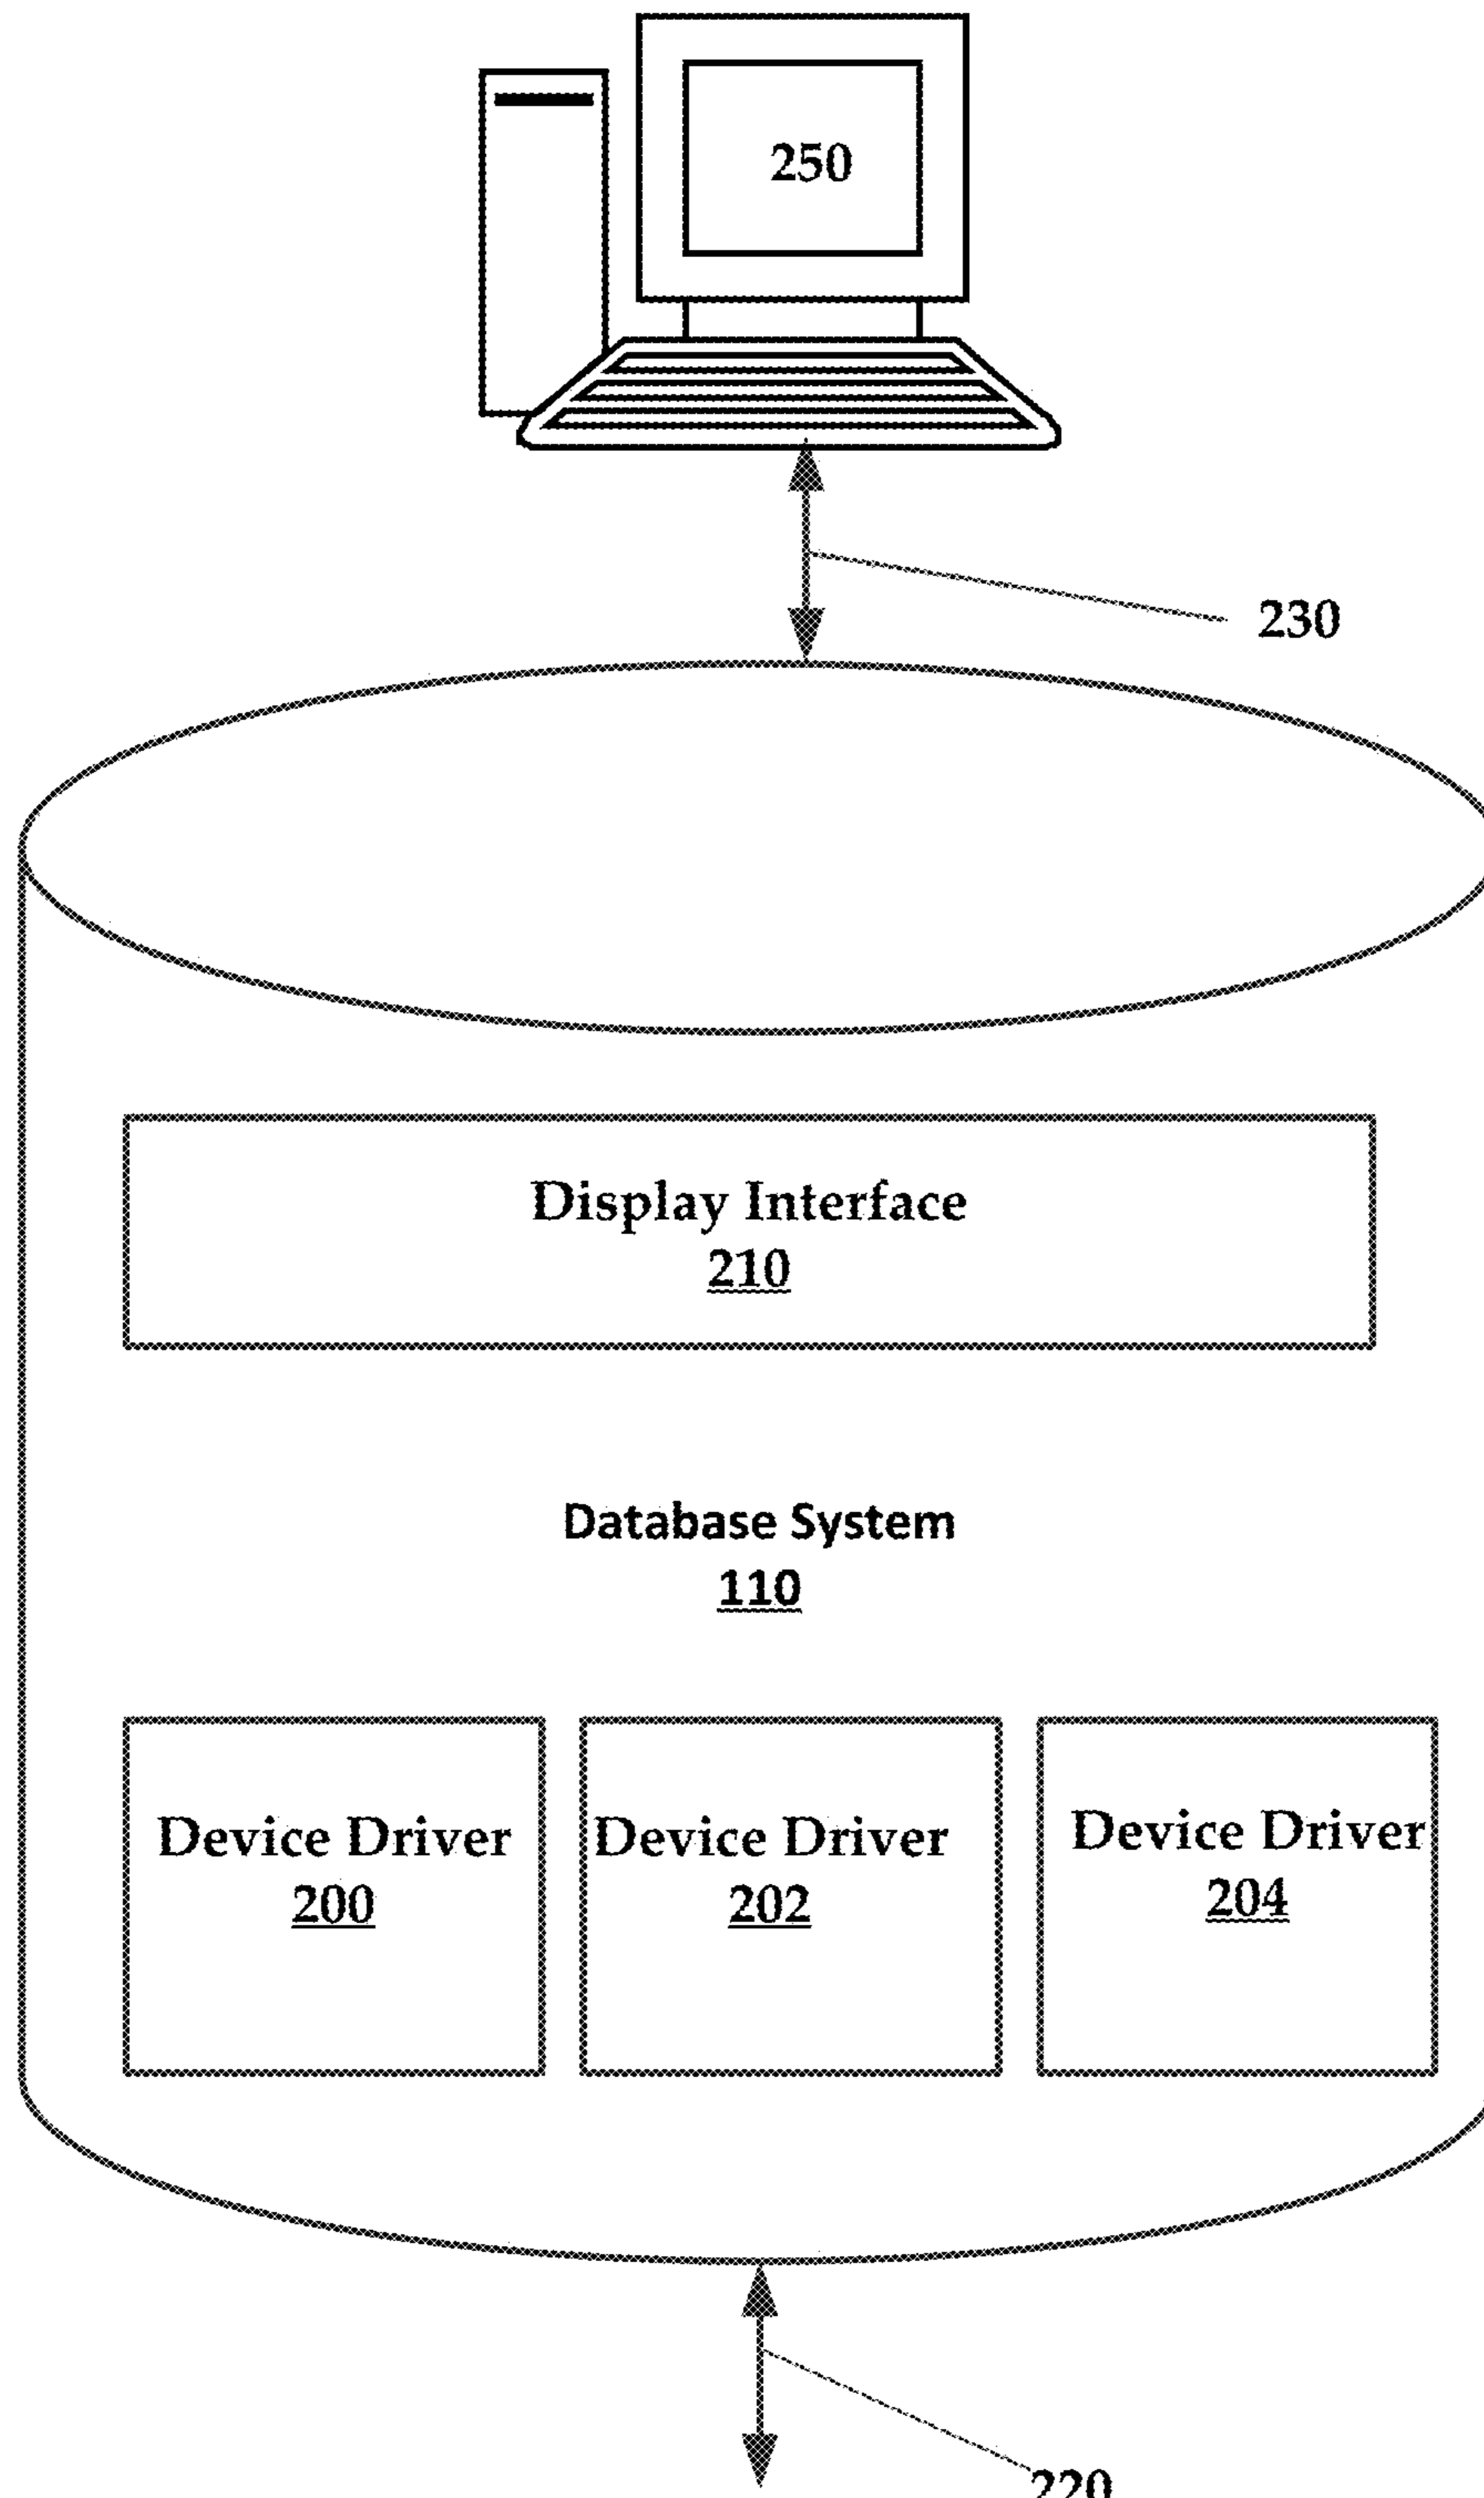 250
230
Display Interface
210
Database System
110
Device Driver
200
Device Driver
202
Device Driver
204
220